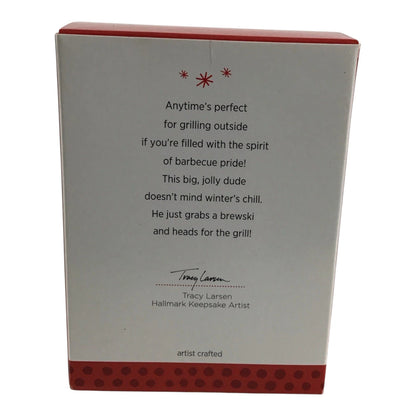 Anytime's perfect
for grilling outside
if you're filled with the spirit
of barbecue pride!
This big, jolly dude
doesn't mind winter's chill.
He just grabs a brewski
and heads for the grill!
Tracy Larsen
Tracy Larsen
Hallmark Keepsake Artist
artist crafted